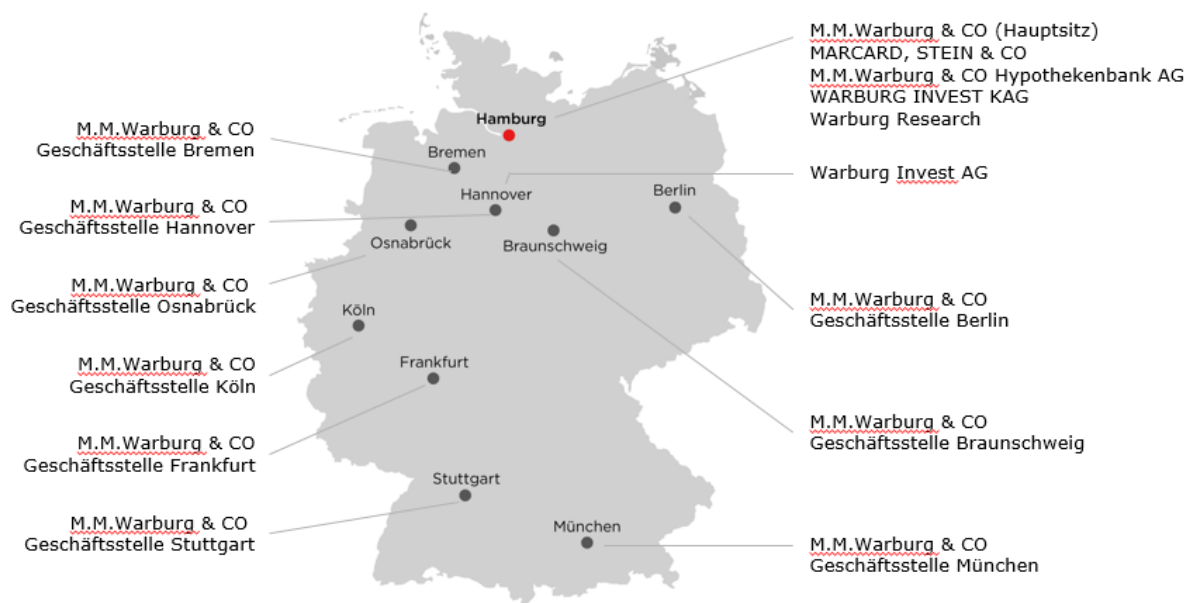 M.M.Warburg & CO (Hauptsitz)
MARCARD, STEIN & CO
M.M.Warburg & CO Hypothekenbank AG
WARBURG INVEST KAG
Warburg Research
Hamburg
M.M.Warburg & CO
Geschäftsstelle Bremen
Bremen
Warburg Invest AG
Hannover
Berlin
M.M.Warburg & CO
Geschäftsstelle Hannover
Osnabrück
Braunschweig
M.M.Warburg & CO
Geschäftsstelle Osnabrück
M.M.Warburg & CO
Geschäftsstelle Berlin
Köln
M.M.Warburg & CO
Geschäftsstelle Köln
Frankfurt
M.M.Warburg & CO
Geschäftsstelle Braunschweig
M.M.Warburg & CO
Geschäftsstelle Frankfurt
Stuttgart
M.M.Warburg & CO
Geschäftsstelle Stuttgart
München
M.M.Warburg & CO
Geschäftsstelle München